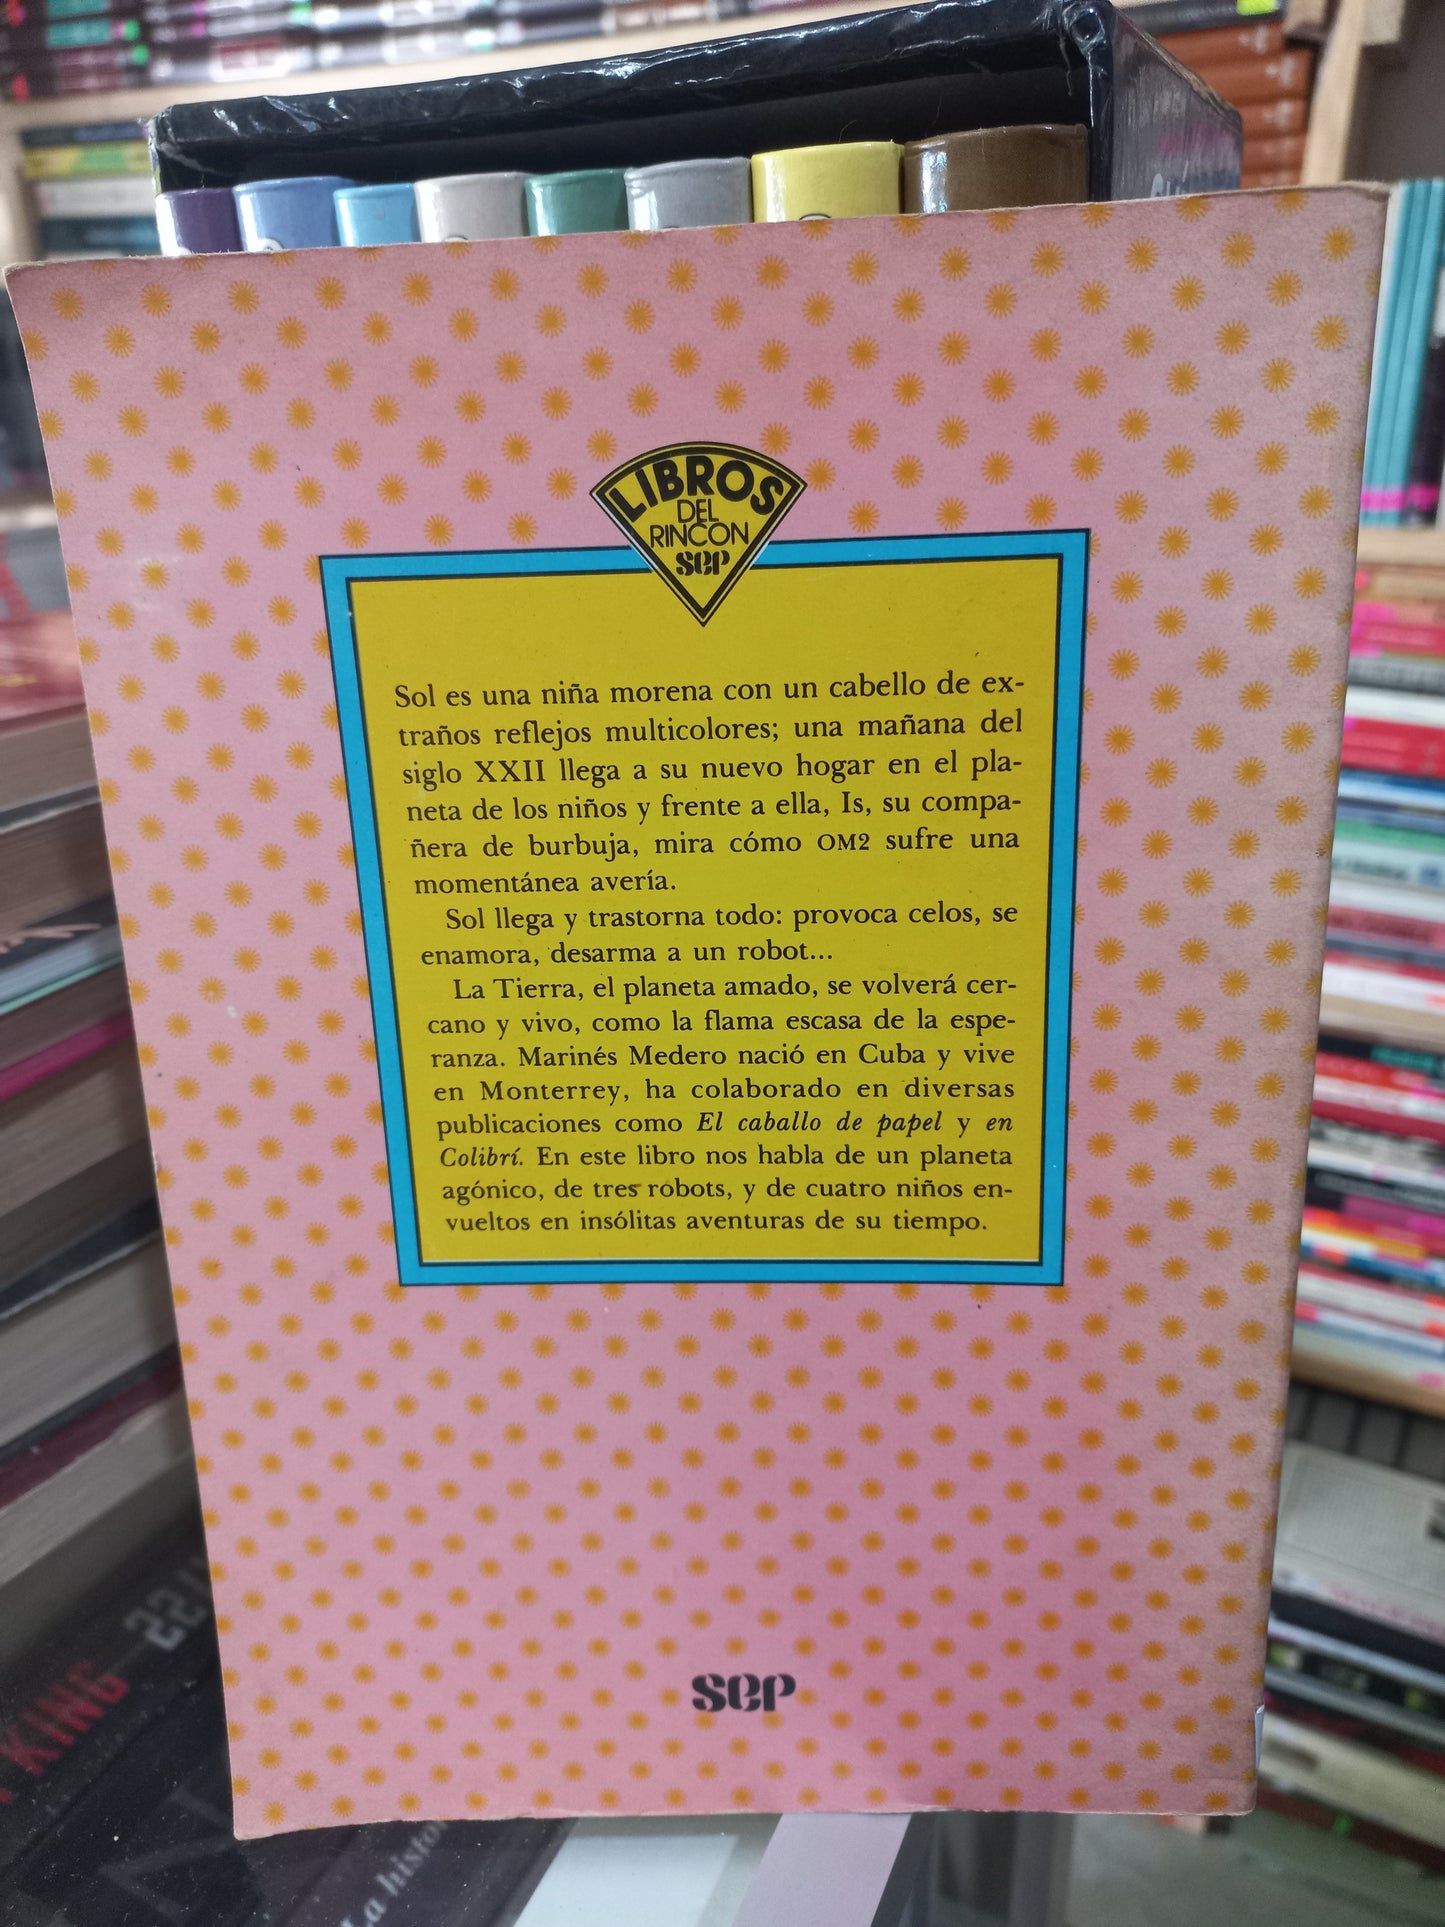 LIBROS
DEL
RINCON
SEP
Sol es una niña morena con un cabello de ex-
traños reflejos multicolores; una mañana del
siglo XXII llega a su nuevo hogar en el pla-
neta de los niños y frente a ella, Is, su compa-
ñera de burbuja, mira cómo OM2 sufre una
momentánea avería.
Sol llega y trastorna todo: provoca celos, se
enamora, desarma a un robot...
La Tierra, el planeta amado, se volverá cer-
cano y vivo, como la flama escasa de la espe-
ranza. Marinés Medero nació en Cuba y vive
en Monterrey, ha colaborado en diversas
publicaciones como El caballo de papel y en
Colibrí. En este libro nos habla de un planeta
agónico, de tres robots, y de cuatro niños en-
vueltos en insólitas aventuras de su tiempo.
SEP
KING
22
La histor